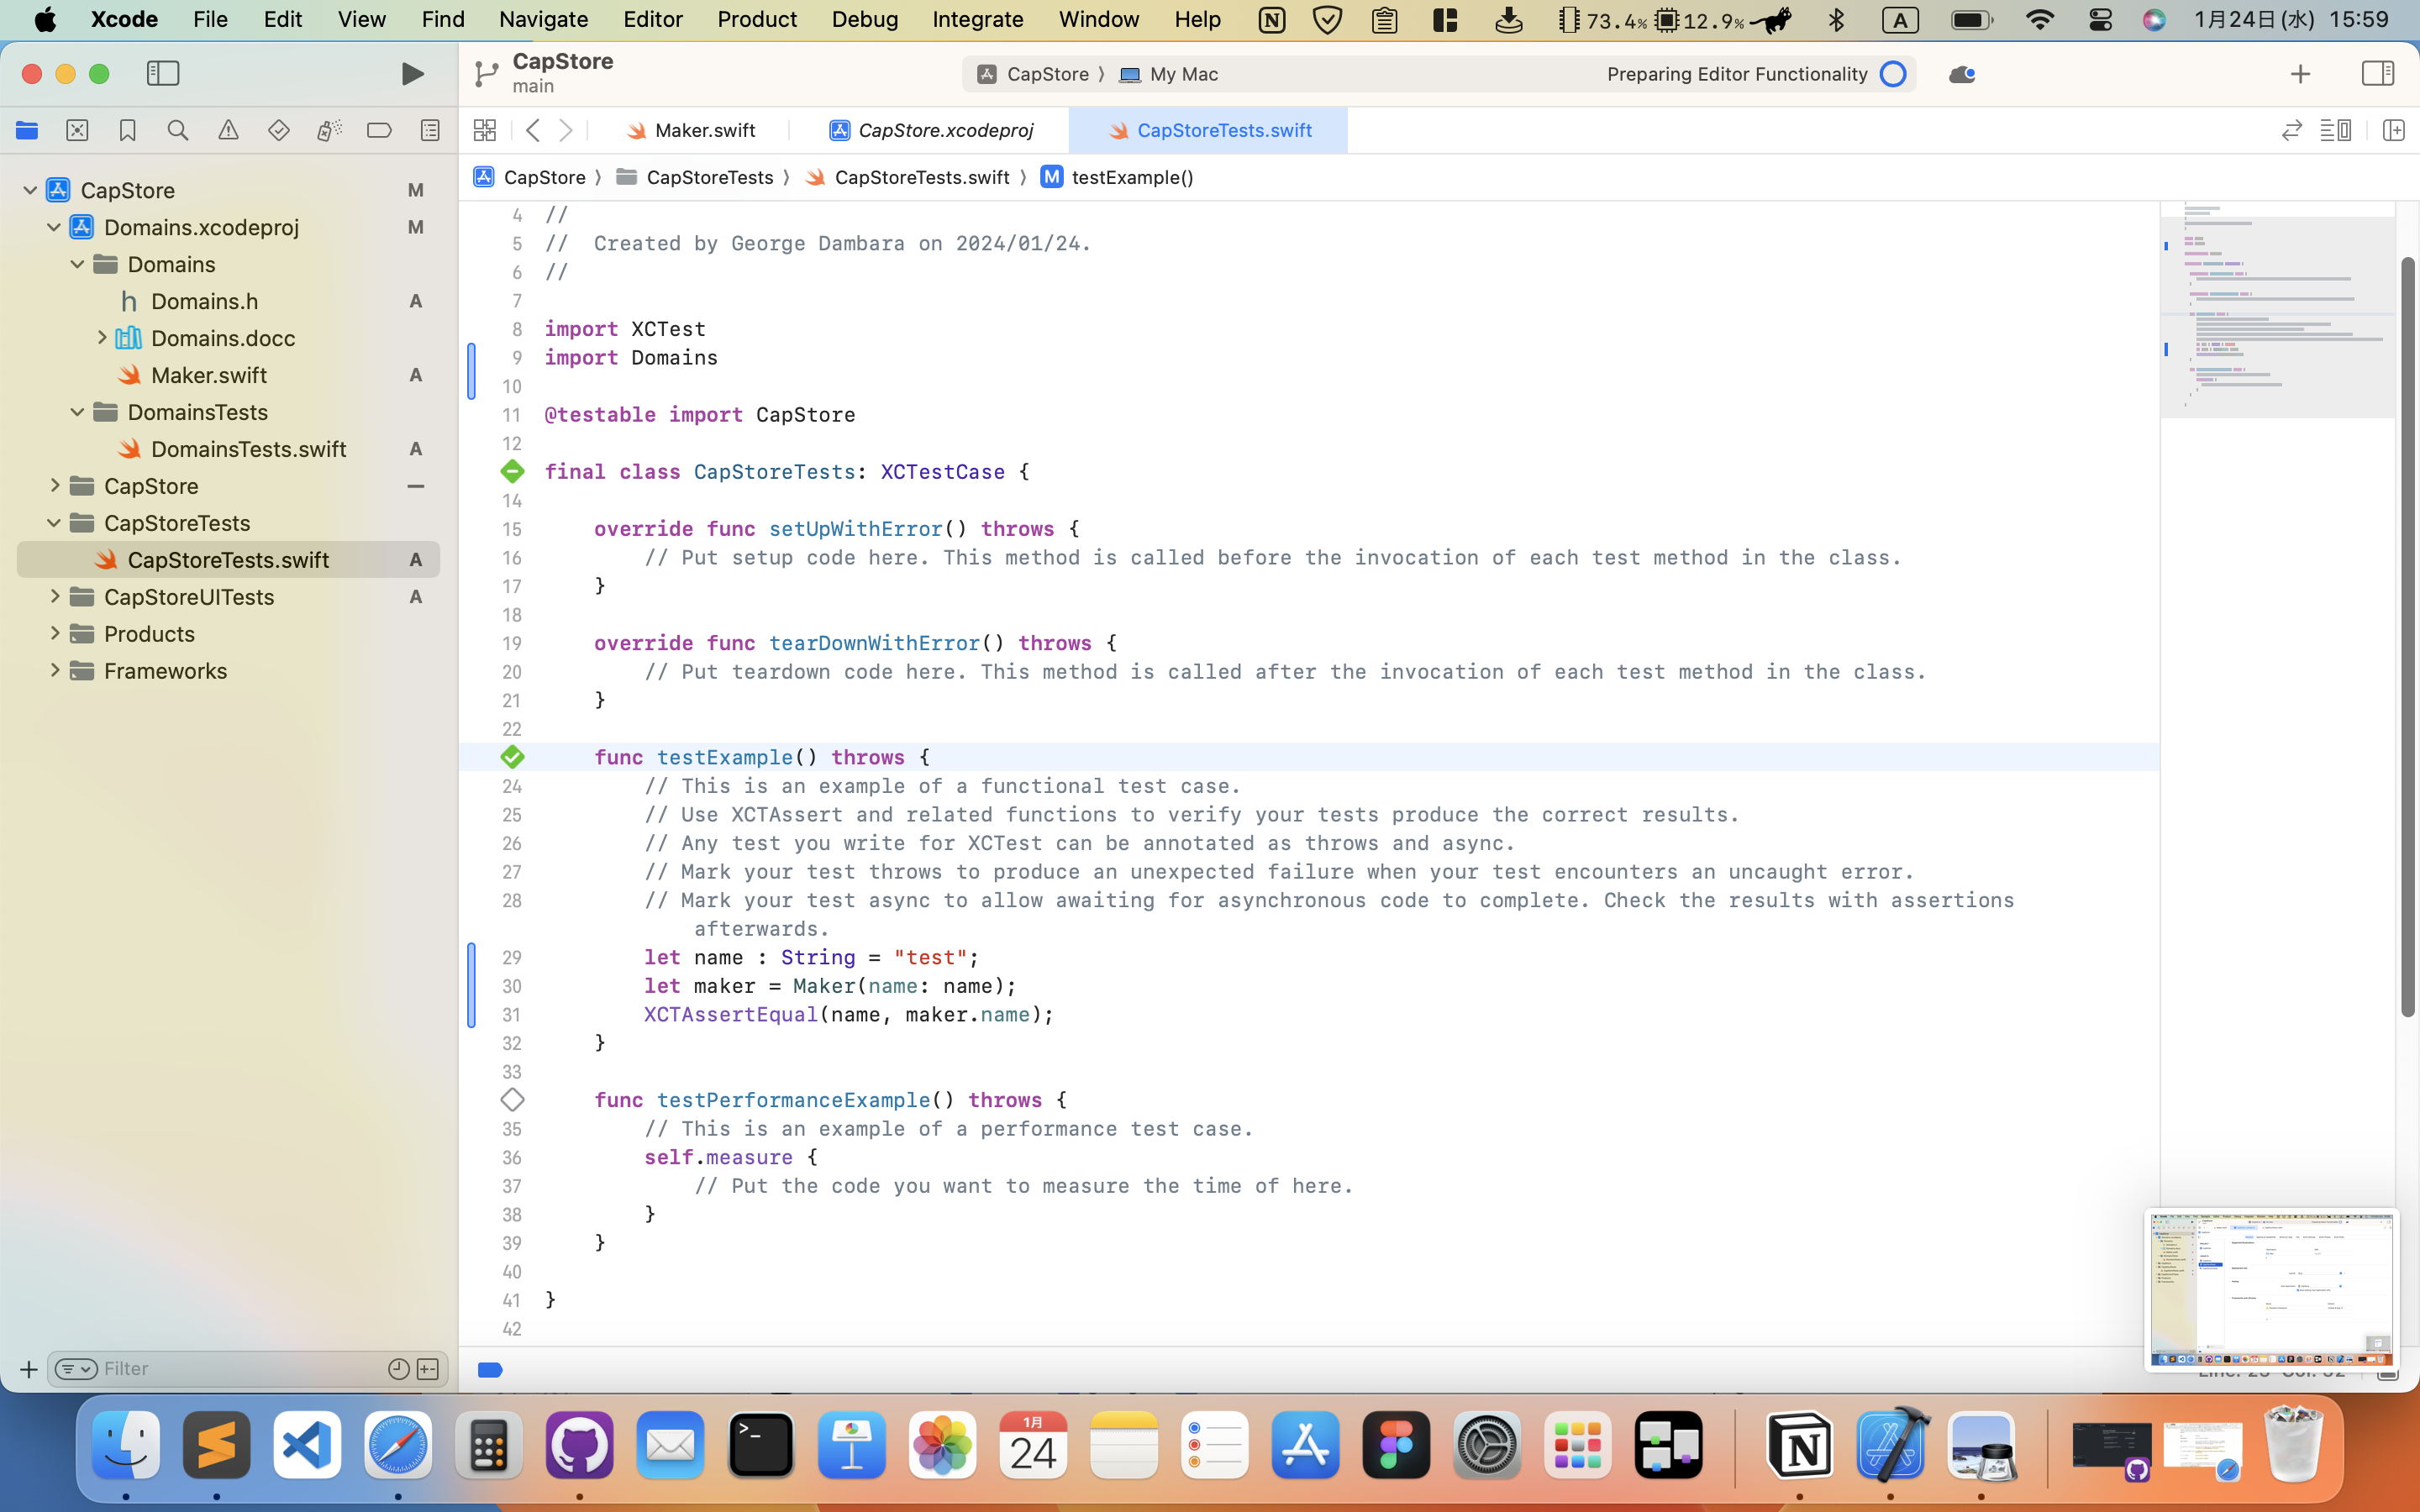 Xcode File Edit View Find Navigate Editor Product Debug Integrate Window Help 73.4% 12.9% A 1月24日(水) 15:59
CapStore
main
CapStore 〉 My Mac
Preparing Editor Functionality
Maker.swift
CapStore.xcodeproj
CapStoreTests.swift
CapStore 〉 CapStoreTests 〉 CapStoreTests.swift 〉 M testExample()
CapStore M
Domains.xcodeproj M
Domains
h Domains.h A
Domains.docc
Maker.swift A
DomainsTests
DomainsTests.swift A
CapStore —
CapStoreTests
CapStoreTests.swift A
CapStoreUITests A
Products
Frameworks
Filter
4 //
5 //  Created by George Dambara on 2024/01/24.
6 //
7
8 import XCTest
9 import Domains
10
11 @testable import CapStore
12
final class CapStoreTests: XCTestCase {
14
15     override func setUpWithError() throws {
16         // Put setup code here. This method is called before the invocation of each test method in the class.
17     }
18
19     override func tearDownWithError() throws {
20         // Put teardown code here. This method is called after the invocation of each test method in the class.
21     }
22
    func testExample() throws {
24         // This is an example of a functional test case.
25         // Use XCTAssert and related functions to verify your tests produce the correct results.
26         // Any test you write for XCTest can be annotated as throws and async.
27         // Mark your test throws to produce an unexpected failure when your test encounters an uncaught error.
28         // Mark your test async to allow awaiting for asynchronous code to complete. Check the results with assertions
            afterwards.
29         let name : String = "test";
30         let maker = Maker(name: name);
31         XCTAssertEqual(name, maker.name);
32     }
33
    func testPerformanceExample() throws {
35         // This is an example of a performance test case.
36         self.measure {
37             // Put the code you want to measure the time of here.
38         }
39     }
40
41 }
42
1月
24